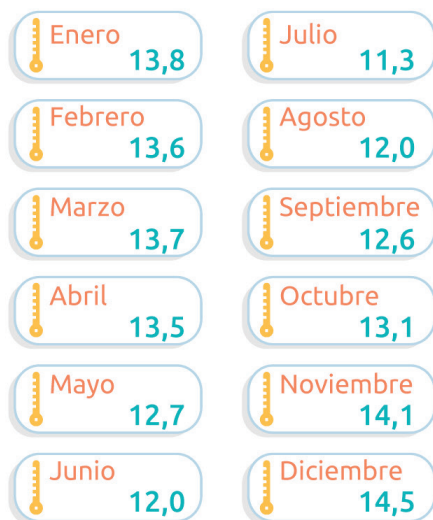 Enero
13,8
Febrero
13,6
Marzo
13,7
Abril
13,5
Mayo
12,7
Junio
12,0
Julio
11,3
Agosto
12,0
Septiembre
12,6
Octubre
13,1
Noviembre
14,1
Diciembre
14,5